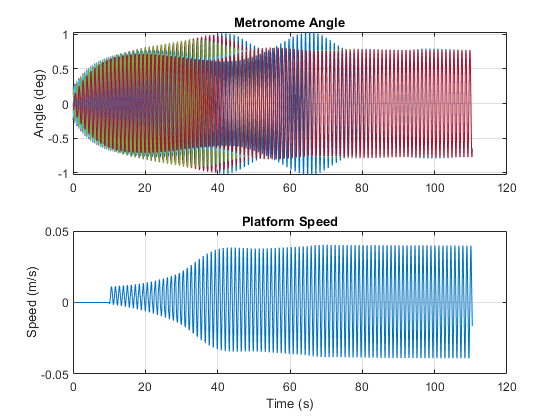 Metronome Angle
Angle (deg)
1
0.5
0
-0.5
-1
0 20 40 60 80 100 120
Platform Speed
Speed (m/s)
0.05
0
-0.05
0 20 40 60 80 100 120
Time (s)